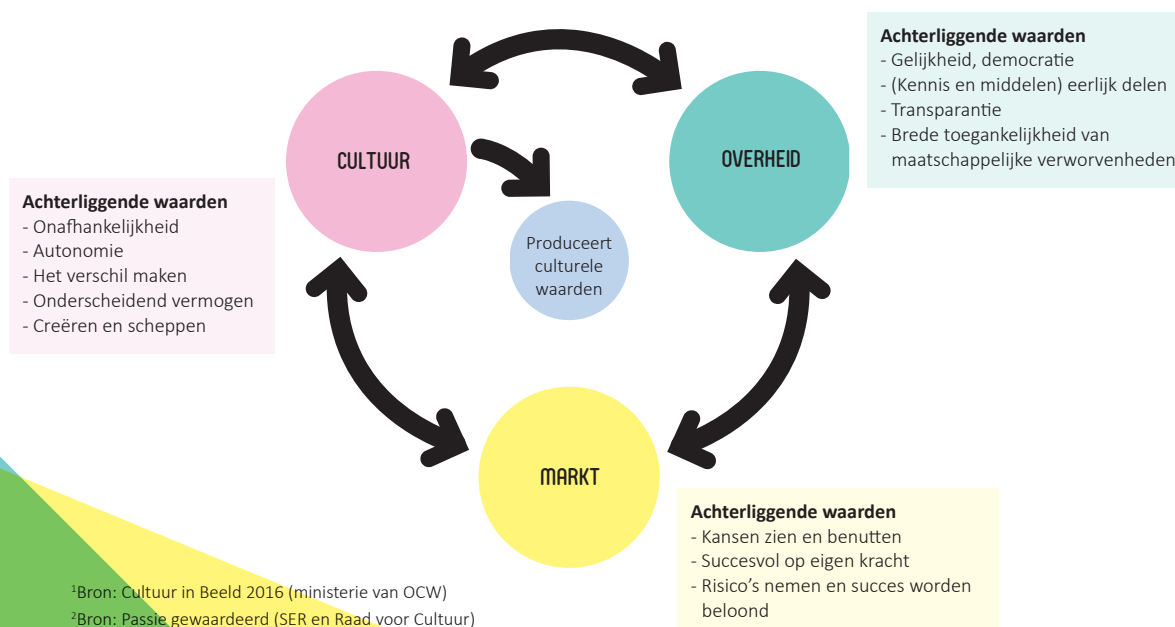 Achterliggende waarden
- Gelijkheid, democratie
- (Kennis en middelen) eerlijk delen
- Transparantie
- Brede toegankelijkheid van
maatschappelijke verworvenheden
CULTUUR
OVERHEID
Achterliggende waarden
- Onafhankelijkheid
- Autonomie
- Het verschil maken
- Onderscheidend vermogen
- Creëren en scheppen
Produceert
culturele
waarden
MARKT
Achterliggende waarden
- Kansen zien en benutten
- Succesvol op eigen kracht
- Risico's nemen en succes worden
beloond
¹Bron: Cultuur in Beeld 2016 (ministerie van OCW)
²Bron: Passie gewaardeerd (SER en Raad voor Cultuur)